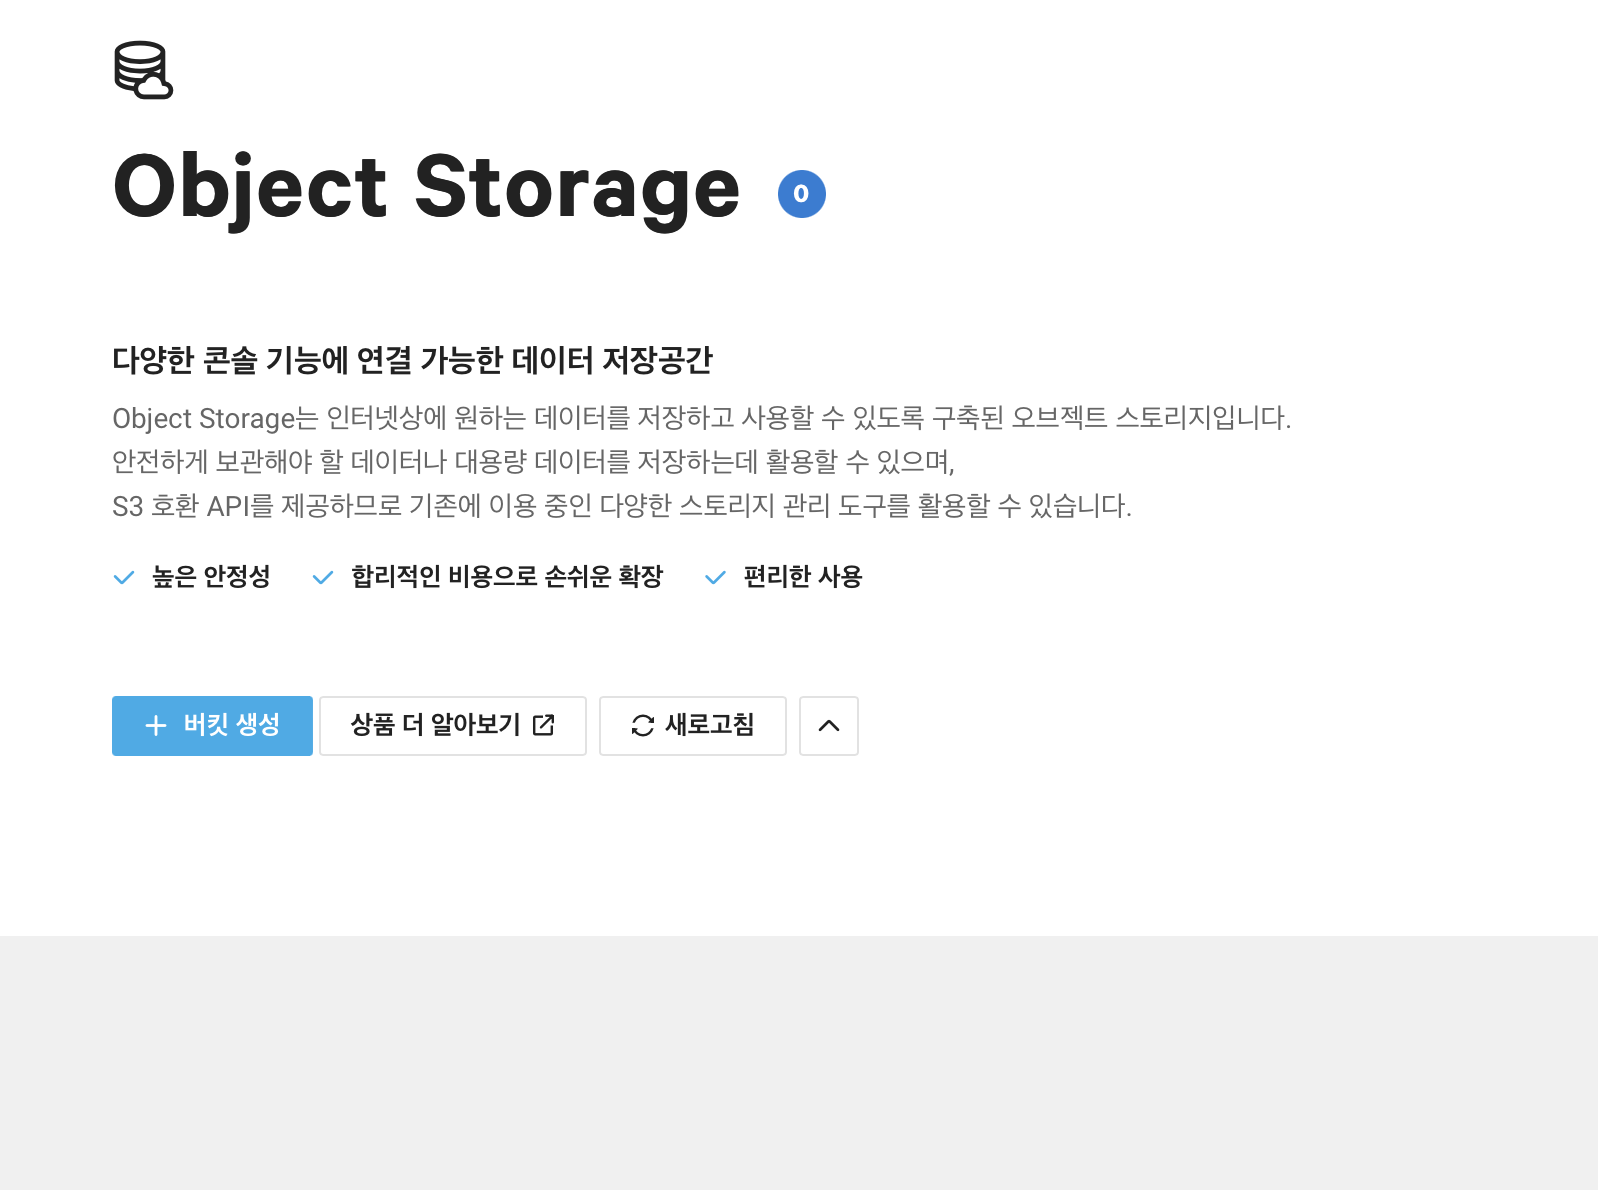 Object Storage 0
다양한 콘솔 기능에 연결 가능한 데이터 저장공간
Object Storage는 인터넷상에 원하는 데이터를 저장하고 사용할 수 있도록 구축된 오브젝트 스토리지입니다.
안전하게 보관해야 할 데이터나 대용량 데이터를 저장하는데 활용할 수 있으며,
S3 호환 API를 제공하므로 기존에 이용 중인 다양한 스토리지 관리 도구를 활용할 수 있습니다.
높은 안정성 합리적인 비용으로 손쉬운 확장 편리한 사용
버킷 생성 상품 더 알아보기 새로고침